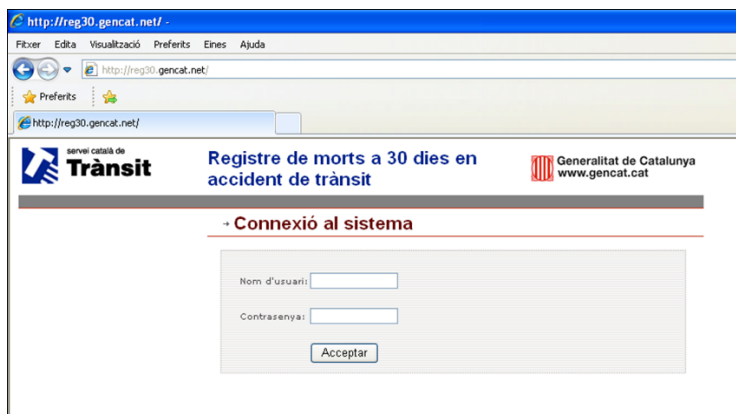 http://reg30.gencat.net/ -
Fitxer Edita Visualització Preferits Eines Ajuda
http://reg30.gencat.net/
Preferits
http://reg30.gencat.net/
servei català de
Trànsit
Registre de morts a 30 dies en
accident de trànsit
Generalitat de Catalunya
www.gencat.cat
Connexió al sistema
Nom d'usuari:
Contrasenya:
Acceptar